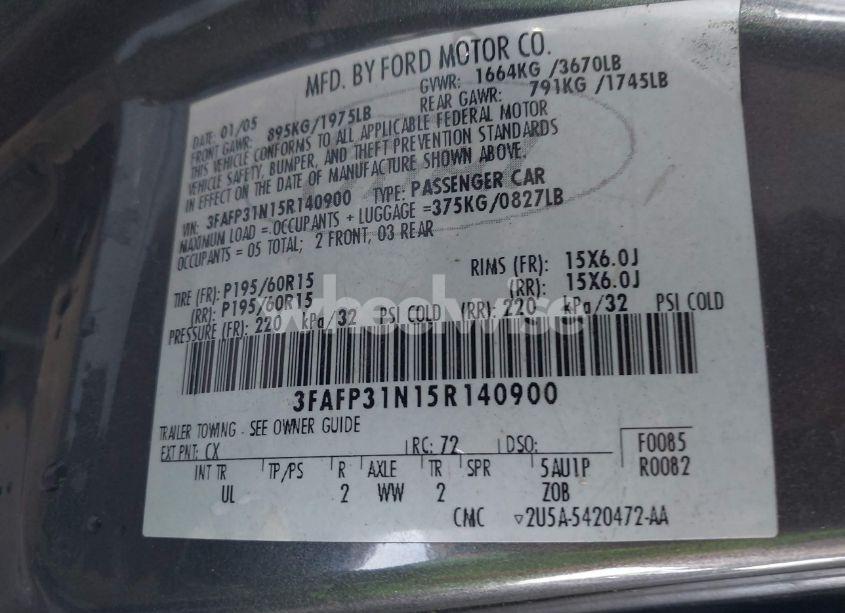 MFD. BY FORD MOTOR CO.
DATE: 01/05 GVWR: 1664KG /3670LB
FRONT GAWR: 895KG/1975LB REAR GAWR: 791KG /1745LB
THIS VEHICLE CONFORMS TO ALL APPLICABLE FEDERAL MOTOR
VEHICLE SAFETY, BUMPER, AND THEFT PREVENTION STANDARDS
IN EFFECT ON THE DATE OF MANUFACTURE SHOWN ABOVE.
VIN: 3FAFP31N15R140900 TYPE: PASSENGER CAR
MAXIMUM LOAD = OCCUPANTS + LUGGAGE =375KG/0827LB
OCCUPANTS = 05 TOTAL; 2 FRONT, 03 REAR
TIRE (FR): P195/60R15 RIMS (FR): 15X6.0J
(RR): P195/60R15 (RR): 15X6.0J
PRESSURE (FR): 220 kPa/32 PSI COLD (RR): 220 kPa/32 PSI COLD
wheelwise
3FAFP31N15R140900
TRAILER TOWING - SEE OWNER GUIDE
EXT PNT: CX RC: 72 DSO: F0085
R0082
INT TR TP/PS R AXLE TR SPR 5AU1P
UL 2 WW 2 ZOB
CMC ▽2U5A-5420472-AA